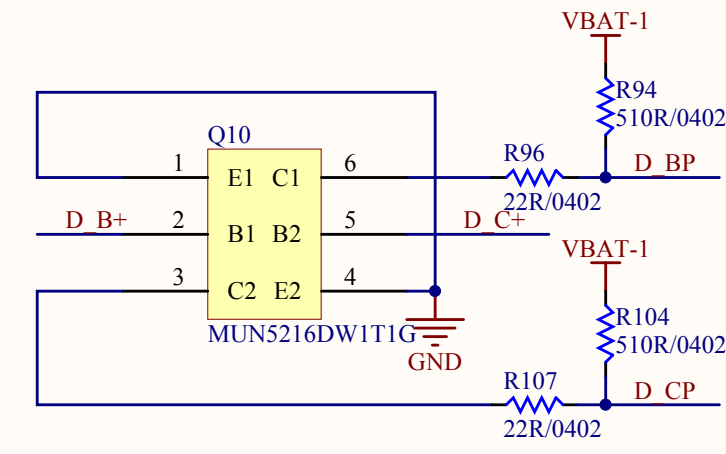 VBAT-1
R94
510R/0402
Q10
R96
1
E1 C1
6
D_BP
22R/0402
D_B+
2
B1 B2
5
D_C+
VBAT-1
3
C2 E2
4
R104
MUN5216DW1T1G
510R/0402
GND
R107
D_CP
22R/0402